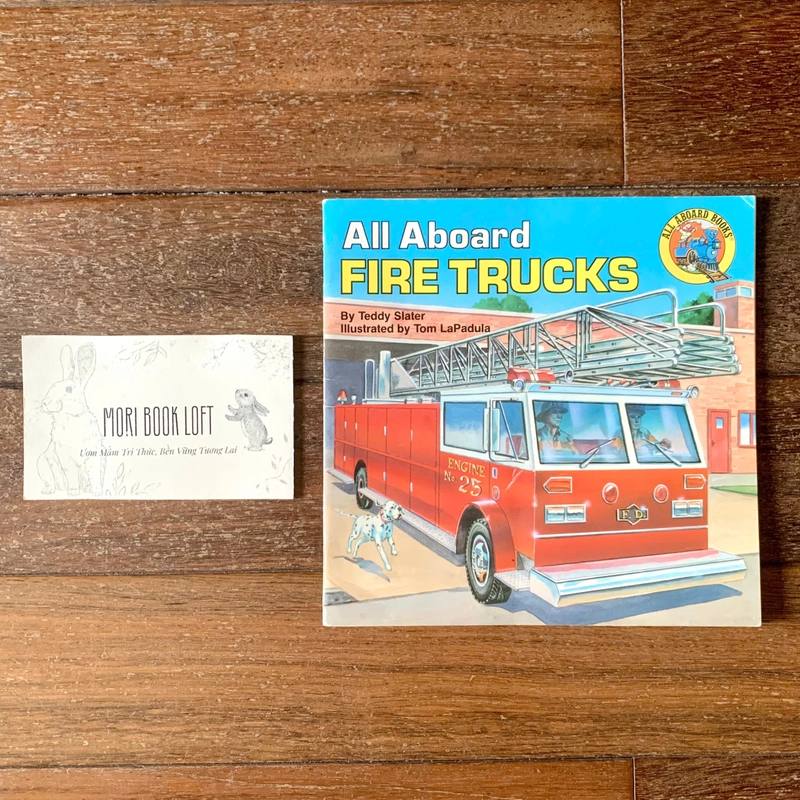 MORI BOOK LOFT
Ươm Mầm Tri Thức, Bền Vững Tương Lai
All Aboard
FIRE TRUCKS
ALL ABOARD BOOKS
By Teddy Slater
Illustrated by Tom LaPadula
ENGINE
No. 25
F.D.